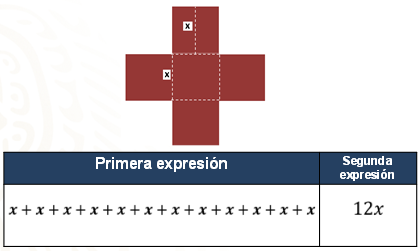 x
x
Primera expresión
Segunda
expresión
x + x + x + x + x + x + x + x + x + x + x + x
12x